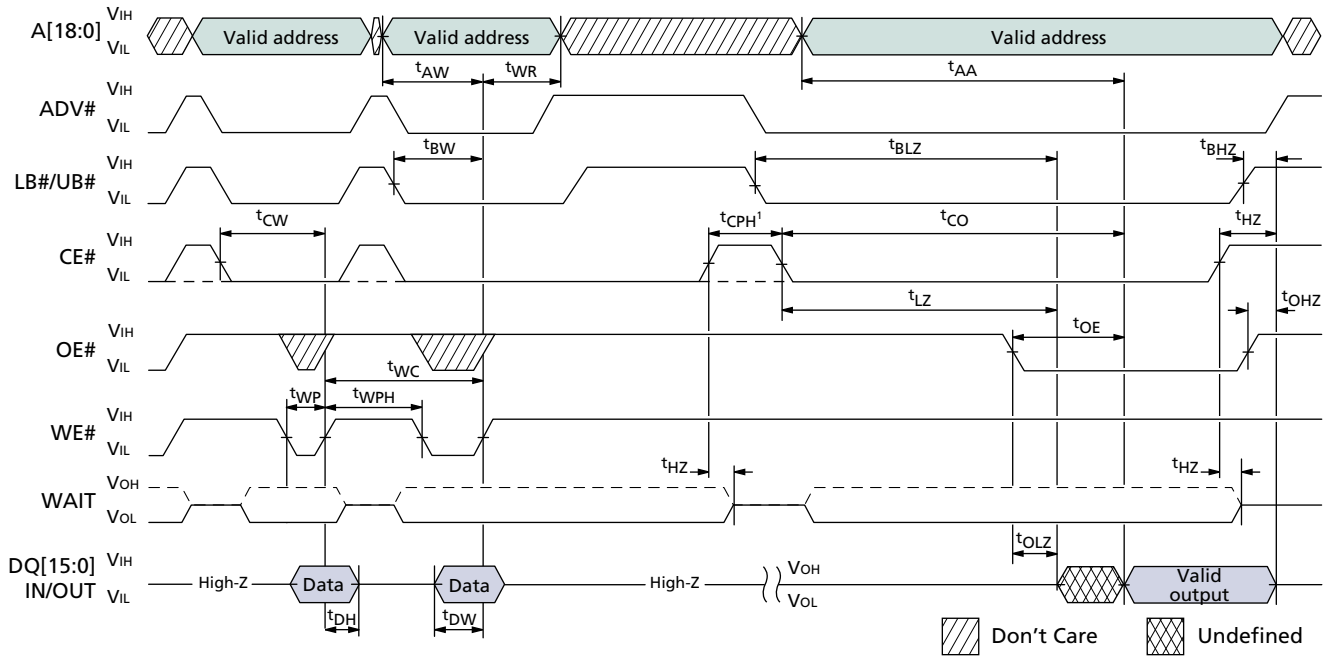 A[18:0] VIH
VIL
Valid address Valid address Valid address
tAW tWR tAA
ADV# VIH
VIL
tBW tBLZ tBHZ
LB#/UB# VIH
VIL
tCW tCPH¹ tCO tHZ
CE# VIH
VIL
tLZ tOHZ
OE# VIH
VIL
tOE
tWC
tWP tWPH
WE# VIH
VIL
tHZ tHZ
WAIT VOH
VOL
tOLZ
DQ[15:0] VIH
IN/OUT VIL
High-Z Data Data High-Z VOH
VOL
Valid
output
tDH tDW
Don't Care Undefined